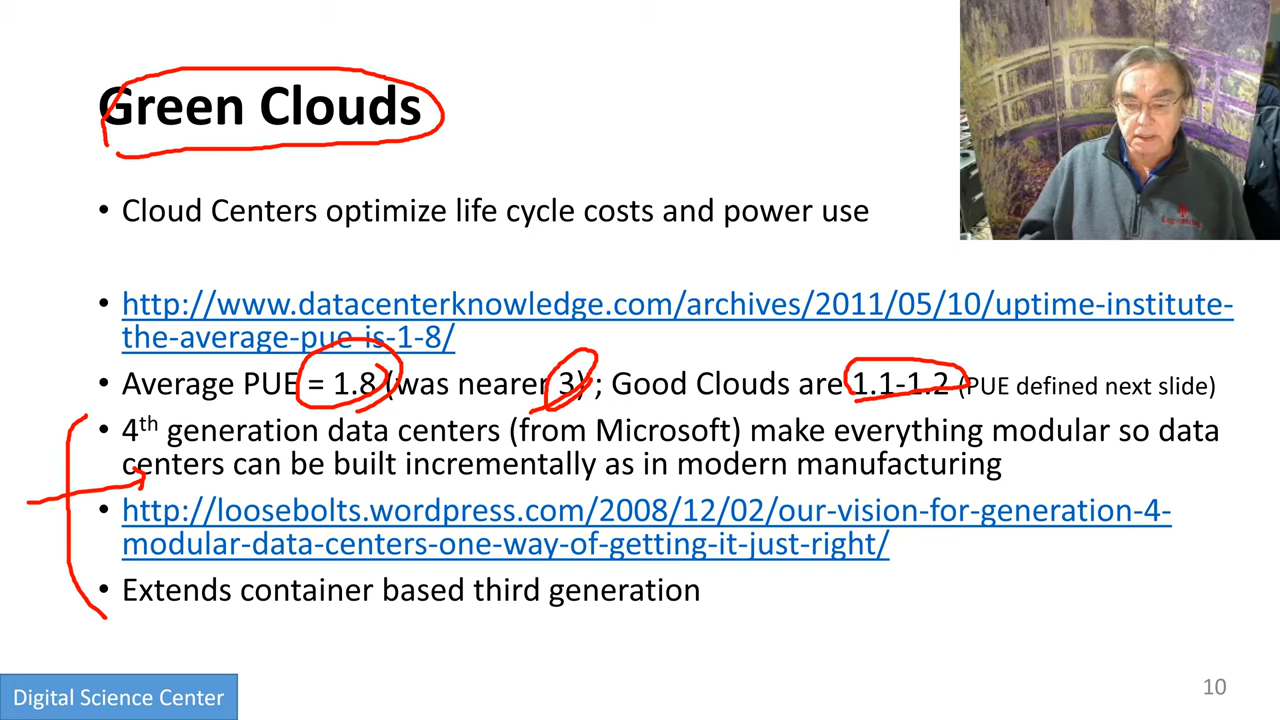 Green Clouds
• Cloud Centers optimize life cycle costs and power use
• http://www.datacenterknowledge.com/archives/2011/05/10/uptime-institute-
the-average-pue-is-1-8/
• Average PUE = 1.8 (was nearer 3) ; Good Clouds are 1.1-1.2 (PUE defined next slide)
• 4th generation data centers (from Microsoft) make everything modular so data
centers can be built incrementally as in modern manufacturing
• http://loosebolts.wordpress.com/2008/12/02/our-vision-for-generation-4-
modular-data-centers-one-way-of-getting-it-just-right/
• Extends container based third generation
Digital Science Center
10